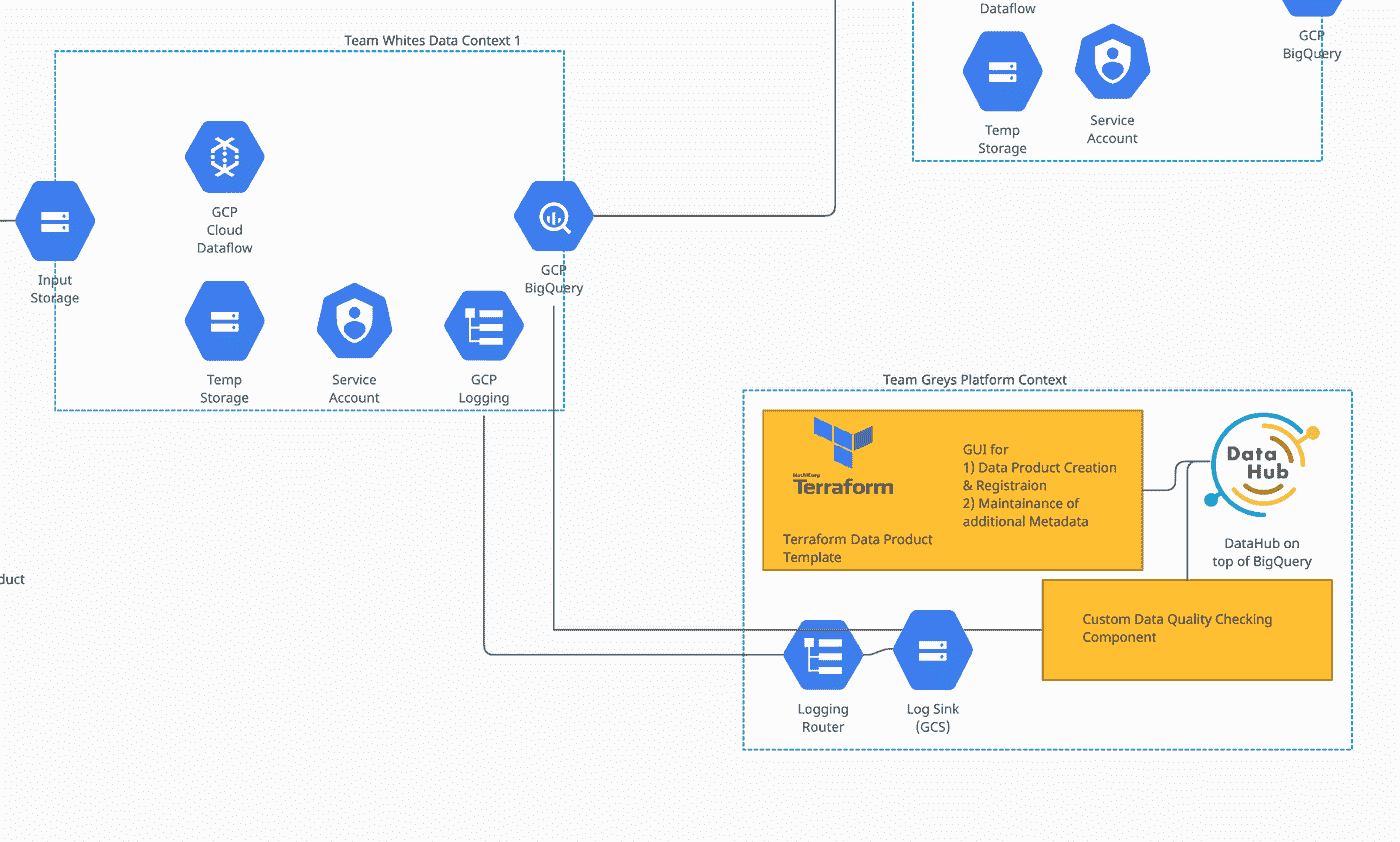 Dataflow
GCP
BigQuery
Temp
Storage
Service
Account
Team Whites Data Context 1
GCP
Cloud
Dataflow
Input
Storage
GCP
BigQuery
Temp
Storage
Service
Account
GCP
Logging
Team Greys Platform Context
HashiCorp
Terraform
Terraform Data Product
Template
GUI for
1) Data Product Creation
& Registraion
2) Maintainance of
additional Metadata
Data
Hub
DataHub on
top of BigQuery
duct
Custom Data Quality Checking
Component
Logging
Router
Log Sink
(GCS)